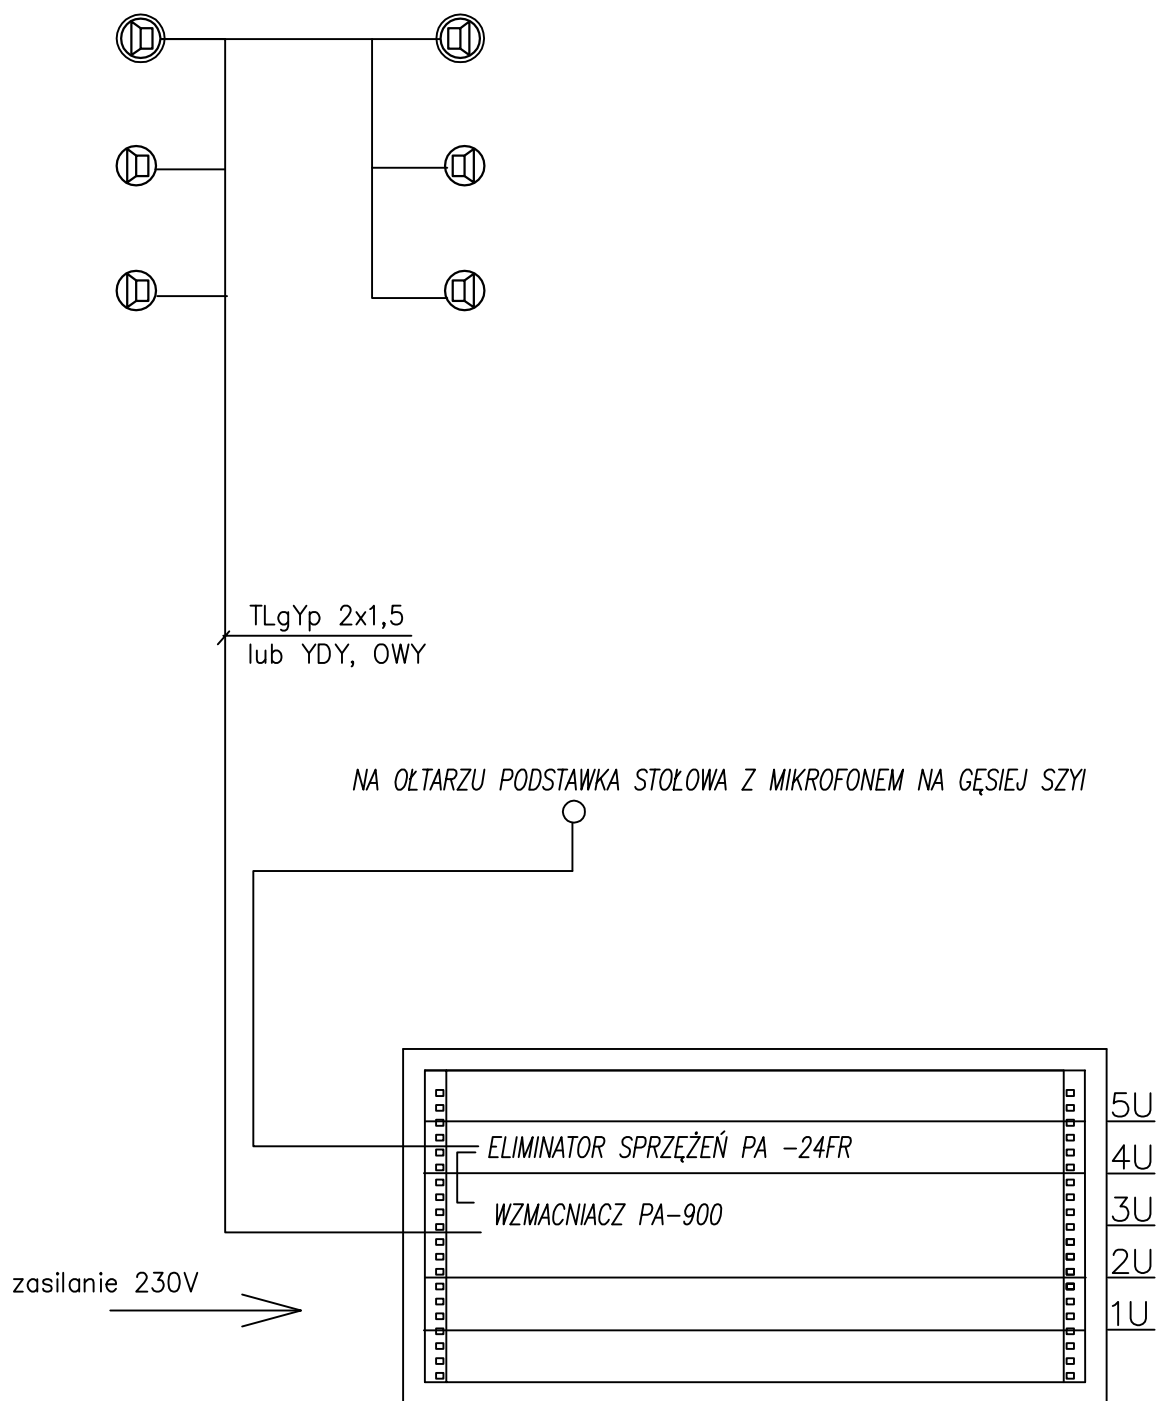 TLgYp 2x1,5
lub YDY, OWY
NA OŁTARZU PODSTAWKA STOŁOWA Z MIKROFONEM NA GĘSIEJ SZYI
5U
ELIMINATOR SPRZĘŻEŃ PA -24FR
4U
WZMACNIACZ PA-900
3U
2U
zasilanie 230V
1U